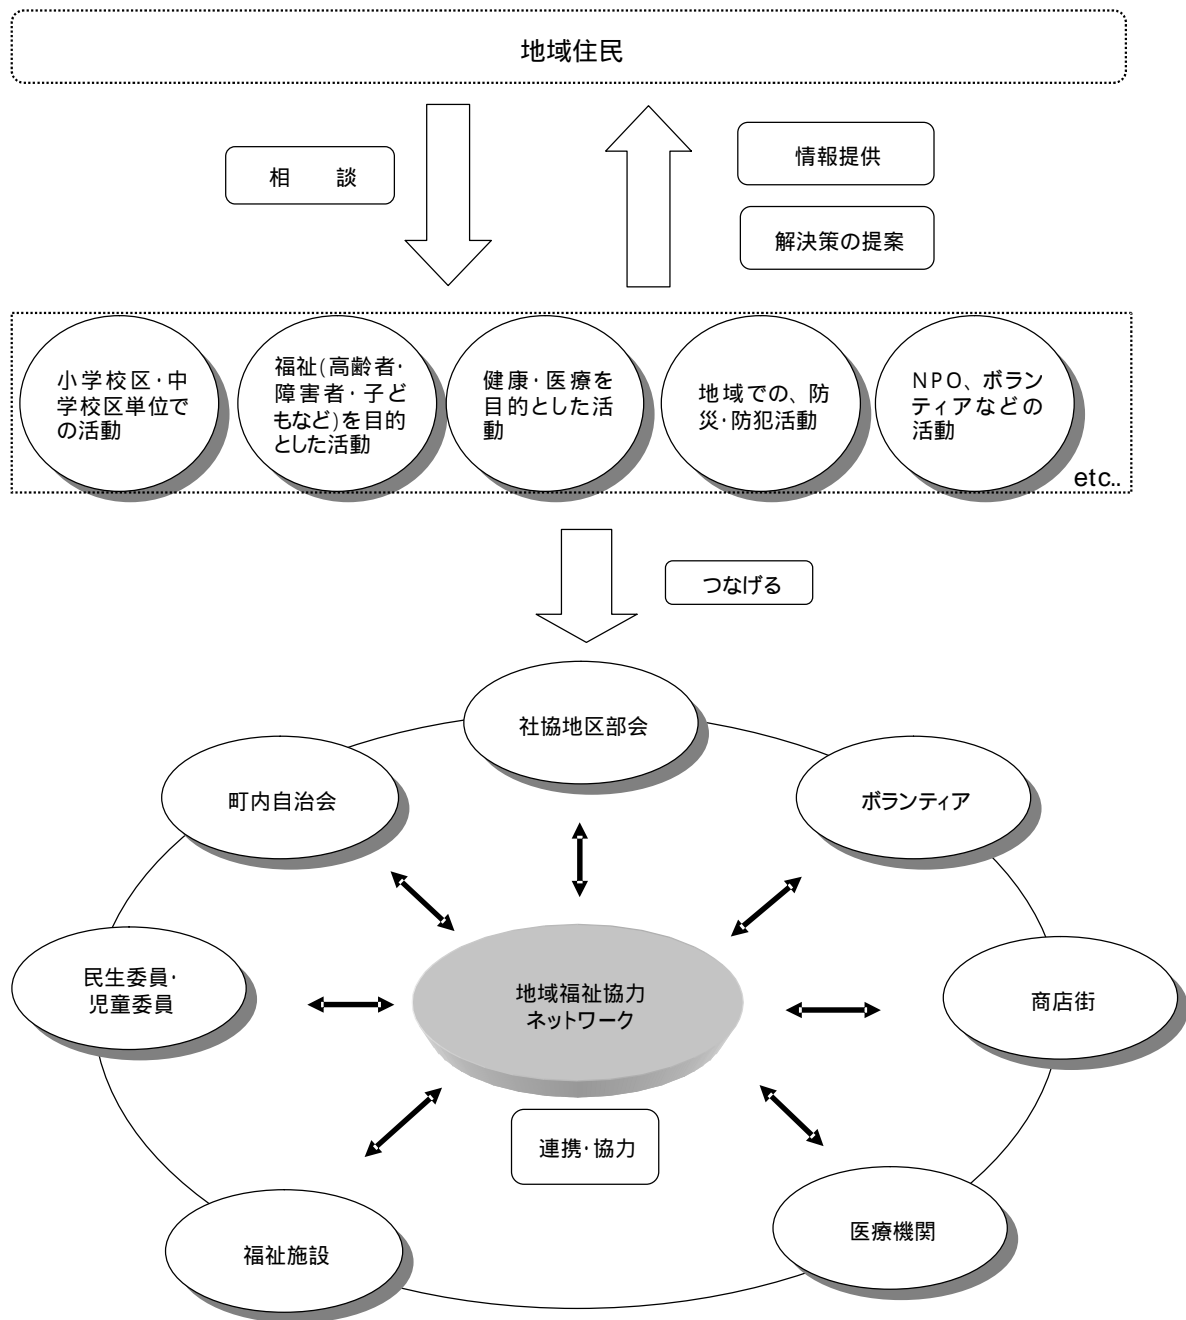 地域住民
相　　談
情報提供
解決策の提案
小学校区・中
学校区単位で
の活動
福祉(高齢者・
障害者・子ど
もなど)を目的
とした活動
健康・医療を
目的とした活
動
地域での、防
災・防犯活動
NPO、ボラン
ティアなどの
活動
etc..
つなげる
社協地区部会
町内自治会
ボランティア
民生委員・
児童委員
地域福祉協力
ネットワーク
商店街
連携・協力
福祉施設
医療機関